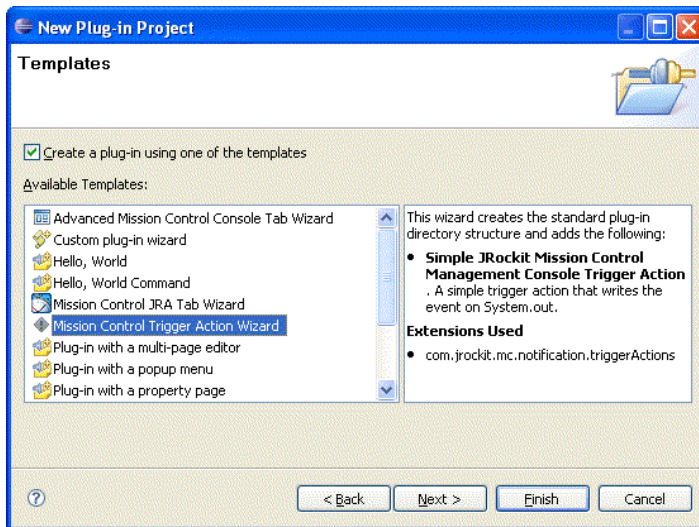 New Plug-in Project
Templates
Create a plug-in using one of the templates
Available Templates:
Advanced Mission Control Console Tab Wizard
Custom plug-in wizard
Hello, World
Hello, World Command
Mission Control JRA Tab Wizard
Mission Control Trigger Action Wizard
Plug-in with a multi-page editor
Plug-in with a popup menu
Plug-in with a property page
This wizard creates the standard plug-in
directory structure and adds the following:
• Simple JRockit Mission Control
Management Console Trigger Action
. A simple trigger action that writes the
event on System.out.
Extensions Used
• com.jrockit.mc.notification.triggerActions
?
< Back
Next >
Finish
Cancel